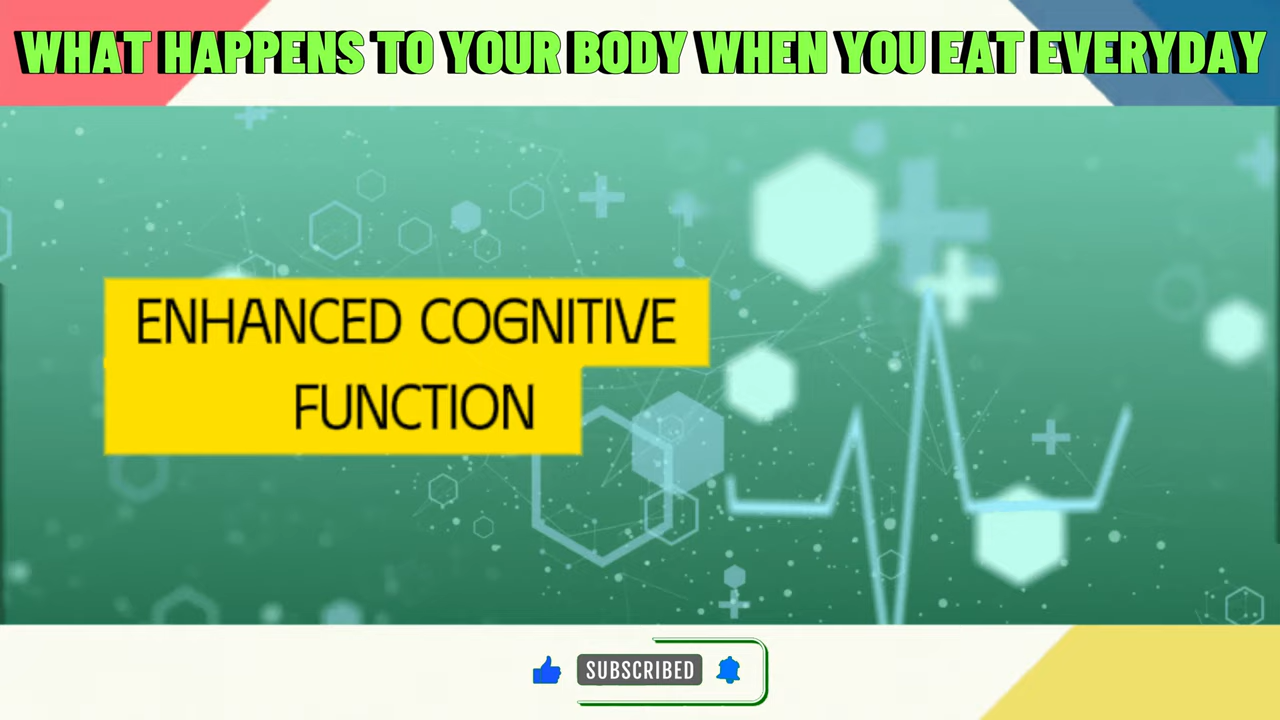 WHAT HAPPENS TO YOUR BODY WHEN YOU EAT EVERYDAY
ENHANCED COGNITIVE
FUNCTION
SUBSCRIBED